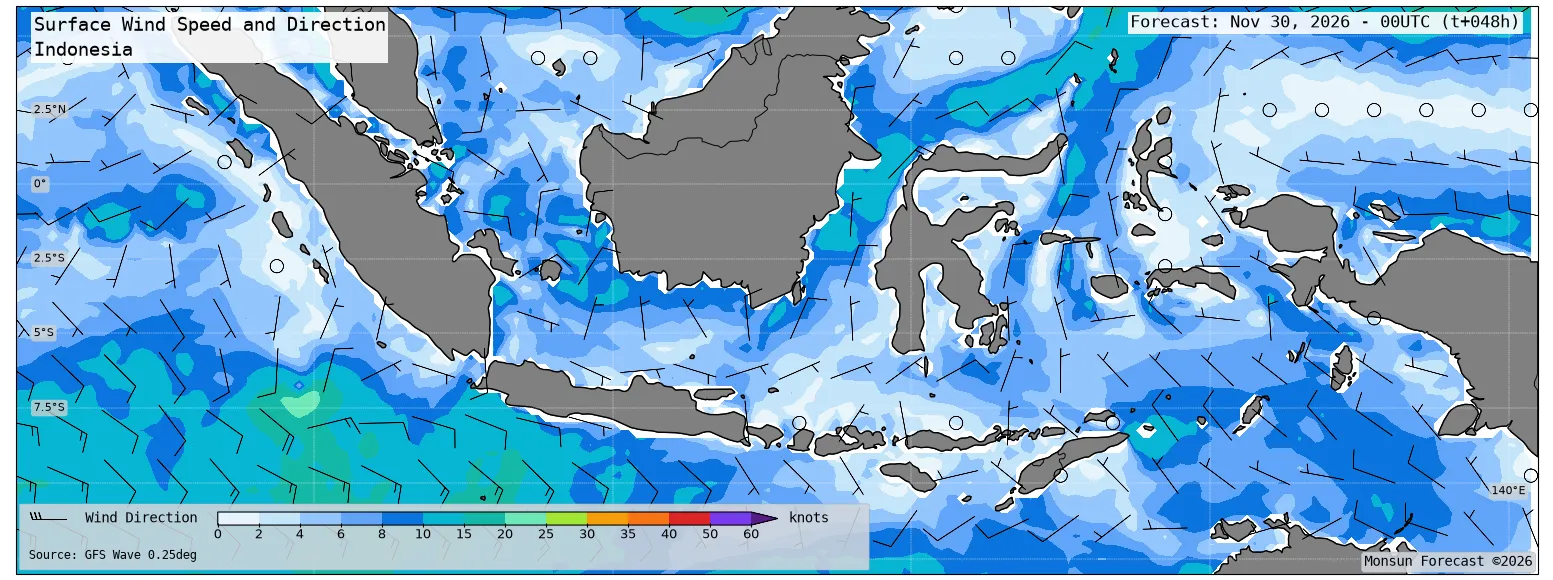 Surface Wind Speed and Direction
Indonesia
Forecast: Nov 30, 2026 - 00UTC (t+048h)
2.5°N
0°
2.5°S
5°S
7.5°S
140°E
Wind Direction
0 2 4 6 8 10 15 20 25 30 35 40 50 60
knots
Source: GFS Wave 0.25deg
Monsun Forecast ©2026